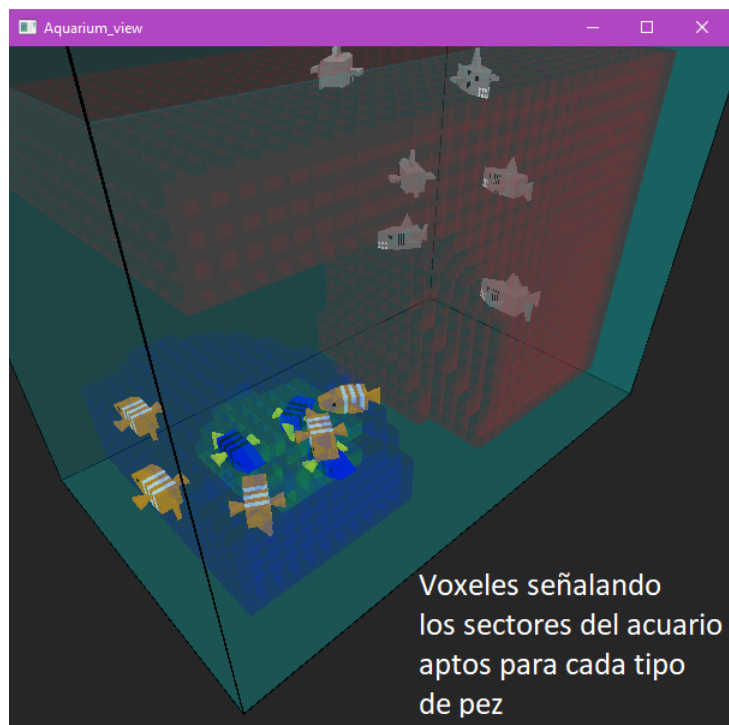 Aquarium_view
Voxeles señalando
los sectores del acuario
aptos para cada tipo
de pez